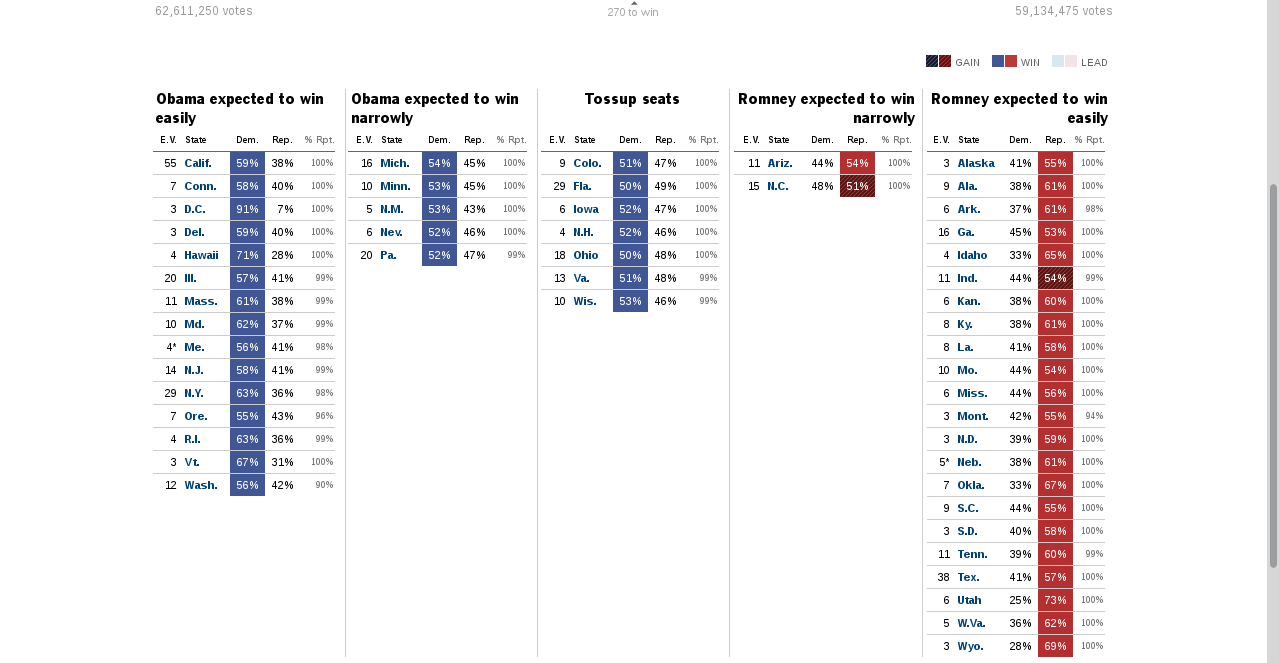 62,611,250 votes
270 to win
59,134,475 votes
GAIN WIN LEAD
Obama expected to win
easily
E.V. State Dem. Rep. % Rpt.
55 Calif. 59% 38% 100%
7 Conn. 58% 40% 100%
3 D.C. 91% 7% 100%
3 Del. 59% 40% 100%
4 Hawaii 71% 28% 100%
20 Ill. 57% 41% 99%
11 Mass. 61% 38% 99%
10 Md. 62% 37% 99%
4* Me. 56% 41% 98%
14 N.J. 58% 41% 99%
29 N.Y. 63% 36% 98%
7 Ore. 55% 43% 96%
4 R.I. 63% 36% 99%
3 Vt. 67% 31% 100%
12 Wash. 56% 42% 90%
Obama expected to win
narrowly
E.V. State Dem. Rep. % Rpt.
16 Mich. 54% 45% 100%
10 Minn. 53% 45% 100%
5 N.M. 53% 43% 100%
6 Nev. 52% 46% 100%
20 Pa. 52% 47% 99%
Tossup seats
E.V. State Dem. Rep. % Rpt.
9 Colo. 51% 47% 100%
29 Fla. 50% 49% 100%
6 Iowa 52% 47% 100%
4 N.H. 52% 46% 100%
18 Ohio 50% 48% 100%
13 Va. 51% 48% 99%
10 Wis. 53% 46% 99%
Romney expected to win
narrowly
E.V. State Dem. Rep. % Rpt.
11 Ariz. 44% 54% 100%
15 N.C. 48% 51% 100%
Romney expected to win
easily
E.V. State Dem. Rep. % Rpt.
3 Alaska 41% 55% 100%
9 Ala. 38% 61% 100%
6 Ark. 37% 61% 98%
16 Ga. 45% 53% 100%
4 Idaho 33% 65% 100%
11 Ind. 44% 54% 99%
6 Kan. 38% 60% 100%
8 Ky. 38% 61% 100%
8 La. 41% 58% 100%
10 Mo. 44% 54% 100%
6 Miss. 44% 56% 100%
3 Mont. 42% 55% 94%
3 N.D. 39% 59% 100%
5* Neb. 38% 61% 100%
7 Okla. 33% 67% 100%
9 S.C. 44% 55% 100%
3 S.D. 40% 58% 100%
11 Tenn. 39% 60% 99%
38 Tex. 41% 57% 100%
6 Utah 25% 73% 100%
5 W.Va. 36% 62% 100%
3 Wyo. 28% 69% 100%